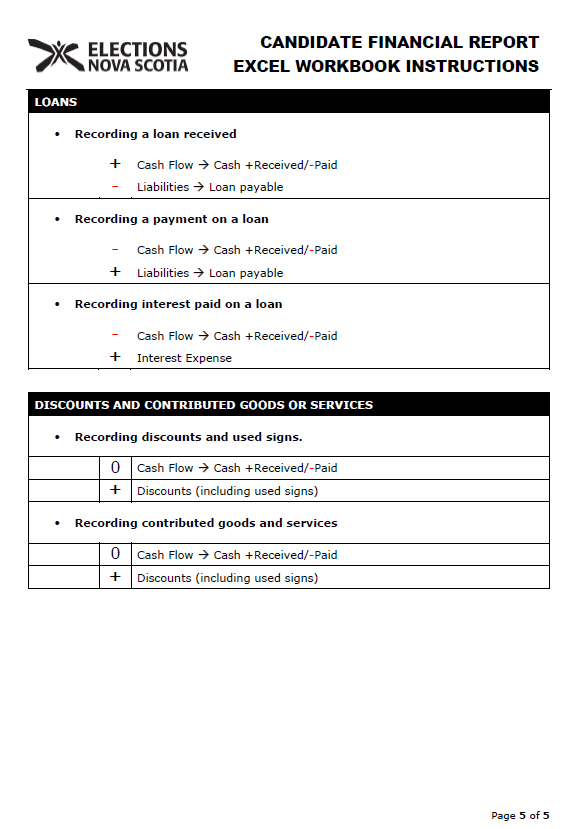 ELECTIONS
NOVA SCOTIA
CANDIDATE FINANCIAL REPORT
EXCEL WORKBOOK INSTRUCTIONS
LOANS
• Recording a loan received
+ Cash Flow → Cash +Received/-Paid
- Liabilities → Loan payable
• Recording a payment on a loan
- Cash Flow → Cash +Received/-Paid
+ Liabilities → Loan payable
• Recording interest paid on a loan
- Cash Flow → Cash +Received/-Paid
+ Interest Expense
DISCOUNTS AND CONTRIBUTED GOODS OR SERVICES
• Recording discounts and used signs.
0 Cash Flow → Cash +Received/-Paid
+ Discounts (including used signs)
• Recording contributed goods and services
0 Cash Flow → Cash +Received/-Paid
+ Discounts (including used signs)
Page 5 of 5